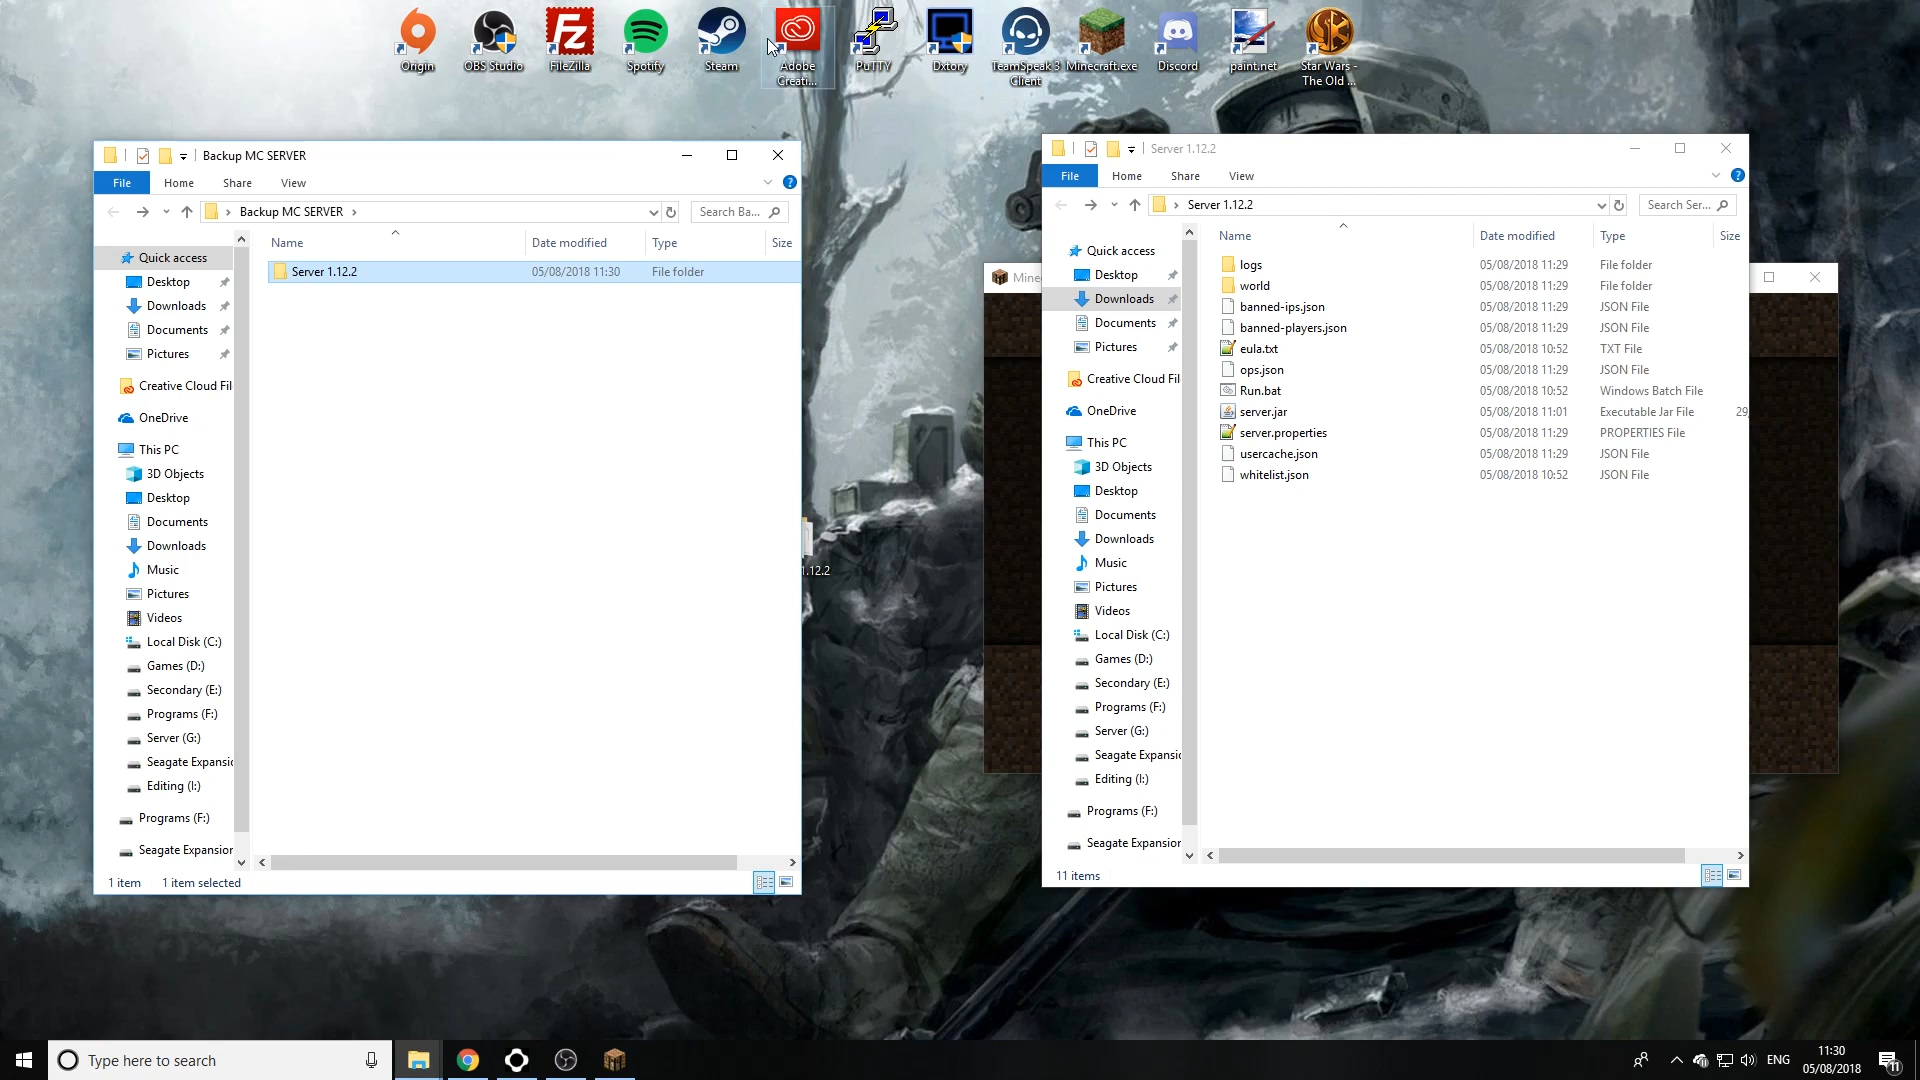 Origin
OBS Studio
FileZilla
Spotify
Steam
Adobe
Creati...
PuTTY
Dxtory
TeamSpeak 3
Client
Minecraft.exe
Discord
paint.net
Star Wars -
The Old ...
Backup MC SERVER
File Home Share View
Backup MC SERVER
Search Ba...
Name Date modified Type Size
Server 1.12.2 05/08/2018 11:30 File folder
Quick access
Desktop
Downloads
Documents
Pictures
Creative Cloud Fil
OneDrive
This PC
3D Objects
Desktop
Documents
Downloads
Music
Pictures
Videos
Local Disk (C:)
Games (D:)
Secondary (E:)
Programs (F:)
Server (G:)
Seagate Expansio
Editing (I:)
Programs (F:)
Seagate Expansion
1 item 1 item selected
1.12.2
Mine
Server 1.12.2
File Home Share View
Server 1.12.2
Search Ser...
Name Date modified Type Size
logs 05/08/2018 11:29 File folder
world 05/08/2018 11:29 File folder
banned-ips.json 05/08/2018 11:29 JSON File
banned-players.json 05/08/2018 11:29 JSON File
eula.txt 05/08/2018 10:52 TXT File
ops.json 05/08/2018 11:29 JSON File
Run.bat 05/08/2018 10:52 Windows Batch File
server.jar 05/08/2018 11:01 Executable Jar File 29,
server.properties 05/08/2018 11:29 PROPERTIES File
usercache.json 05/08/2018 11:29 JSON File
whitelist.json 05/08/2018 10:52 JSON File
Quick access
Desktop
Downloads
Documents
Pictures
Creative Cloud Fil
OneDrive
This PC
3D Objects
Desktop
Documents
Downloads
Music
Pictures
Videos
Local Disk (C:)
Games (D:)
Secondary (E:)
Programs (F:)
Server (G:)
Seagate Expansio
Editing (I:)
Programs (F:)
Seagate Expansion
11 items
Type here to search
ENG
11:30
05/08/2018
11